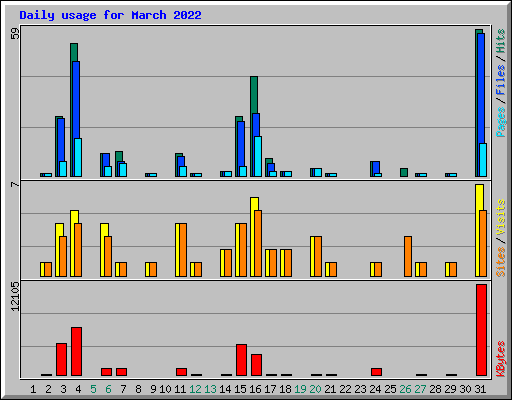 Daily usage for March 2022
59
Pages / Files / Hits
7
Sites / Visits
12105
KBytes
1 2 3 4 5 6 7 8 9 10 11 12 13 14 15 16 17 18 19 20 21 22 23 24 25 26 27 28 29 30 31